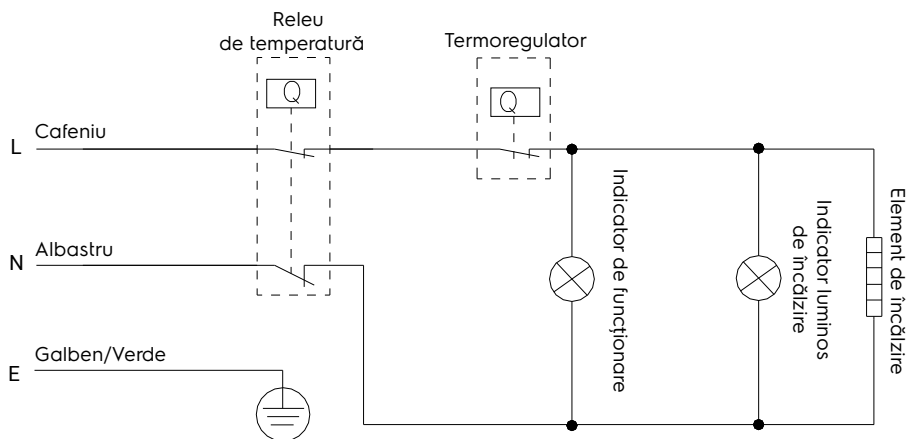 Releu
de temperatură
Termoregulator
Q
Q
L
Cafeniu
N
Albastru
E
Galben/Verde
Indicator de funcționare
Indicator luminos
de încălzire
Element de încălzire